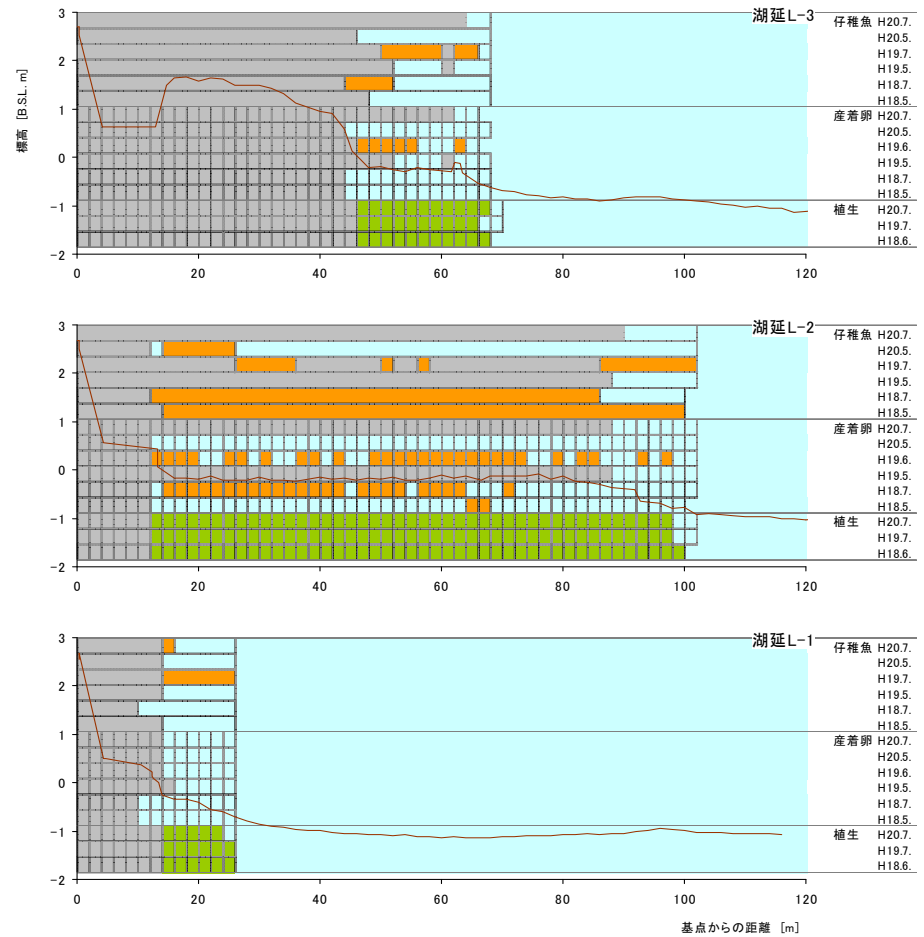 湖延L-3
標高 [B.S.L. m]
3
2
1
0
-1
-2
0 20 40 60 80 100 120
仔稚魚 H20.7.
H20.5.
H19.7.
H19.5.
H18.7.
H18.5.
産着卵 H20.7.
H20.5.
H19.6.
H19.5.
H18.7.
H18.5.
植生 H20.7.
H19.7.
H18.6.
湖延L-2
3
2
1
0
-1
-2
0 20 40 60 80 100 120
仔稚魚 H20.7.
H20.5.
H19.7.
H19.5.
H18.7.
H18.5.
産着卵 H20.7.
H20.5.
H19.6.
H19.5.
H18.7.
H18.5.
植生 H20.7.
H19.7.
H18.6.
湖延L-1
3
2
1
0
-1
-2
0 20 40 60 80 100 120
仔稚魚 H20.7.
H20.5.
H19.7.
H19.5.
H18.7.
H18.5.
産着卵 H20.7.
H20.5.
H19.6.
H19.5.
H18.7.
H18.5.
植生 H20.7.
H19.7.
H18.6.
基点からの距離 [m]